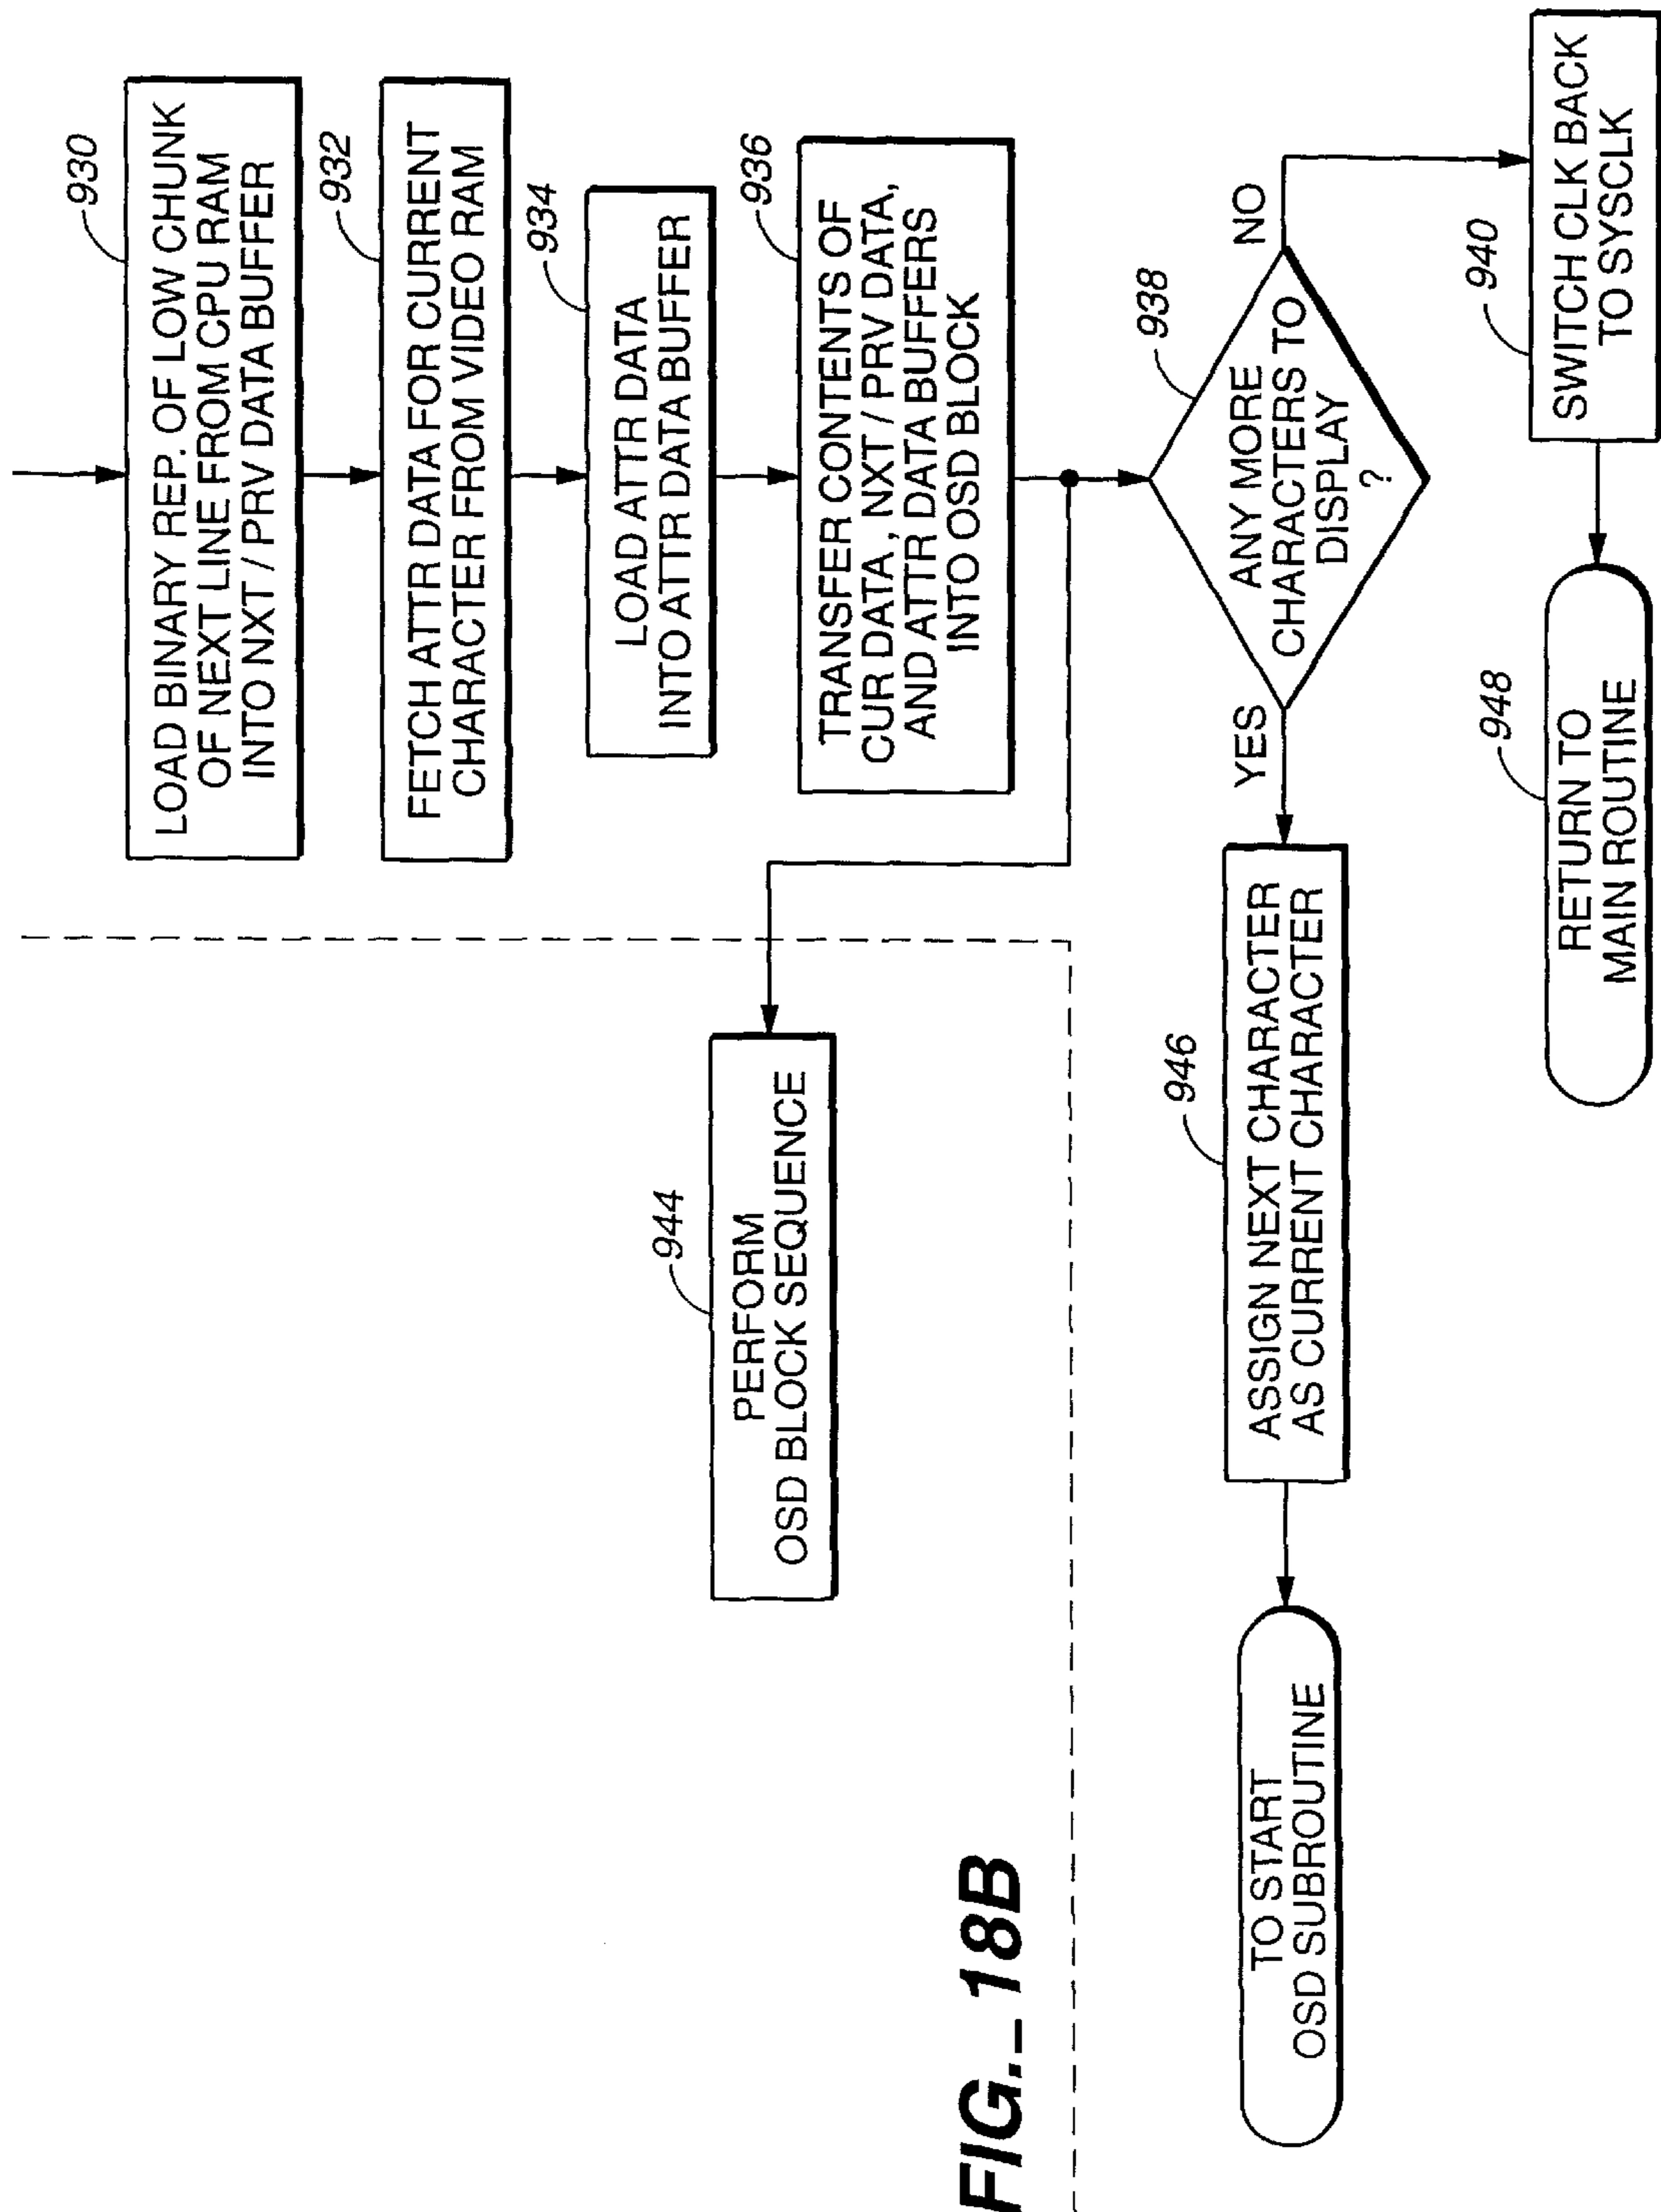 930
LOAD BINARY REP. OF LOW CHUNK
OF NEXT LINE FROM CPU RAM
INTO NXT / PRV DATA BUFFER
932
FETCH ATTR DATA FOR CURRENT
CHARACTER FROM VIDEO RAM
934
LOAD ATTR DATA
INTO ATTR DATA BUFFER
936
TRANSFER CONTENTS OF
CUR DATA, NXT / PRV DATA,
AND ATTR DATA BUFFERS
INTO OSD BLOCK
944
PERFORM
OSD BLOCK SEQUENCE
938
ANY MORE
CHARACTERS TO
DISPLAY
?
YES
NO
946
ASSIGN NEXT CHARACTER
AS CURRENT CHARACTER
TO START
OSD SUBROUTINE
940
SWITCH CLK BACK
TO SYSCLK
948
RETURN TO
MAIN ROUTINE
FIG._18B